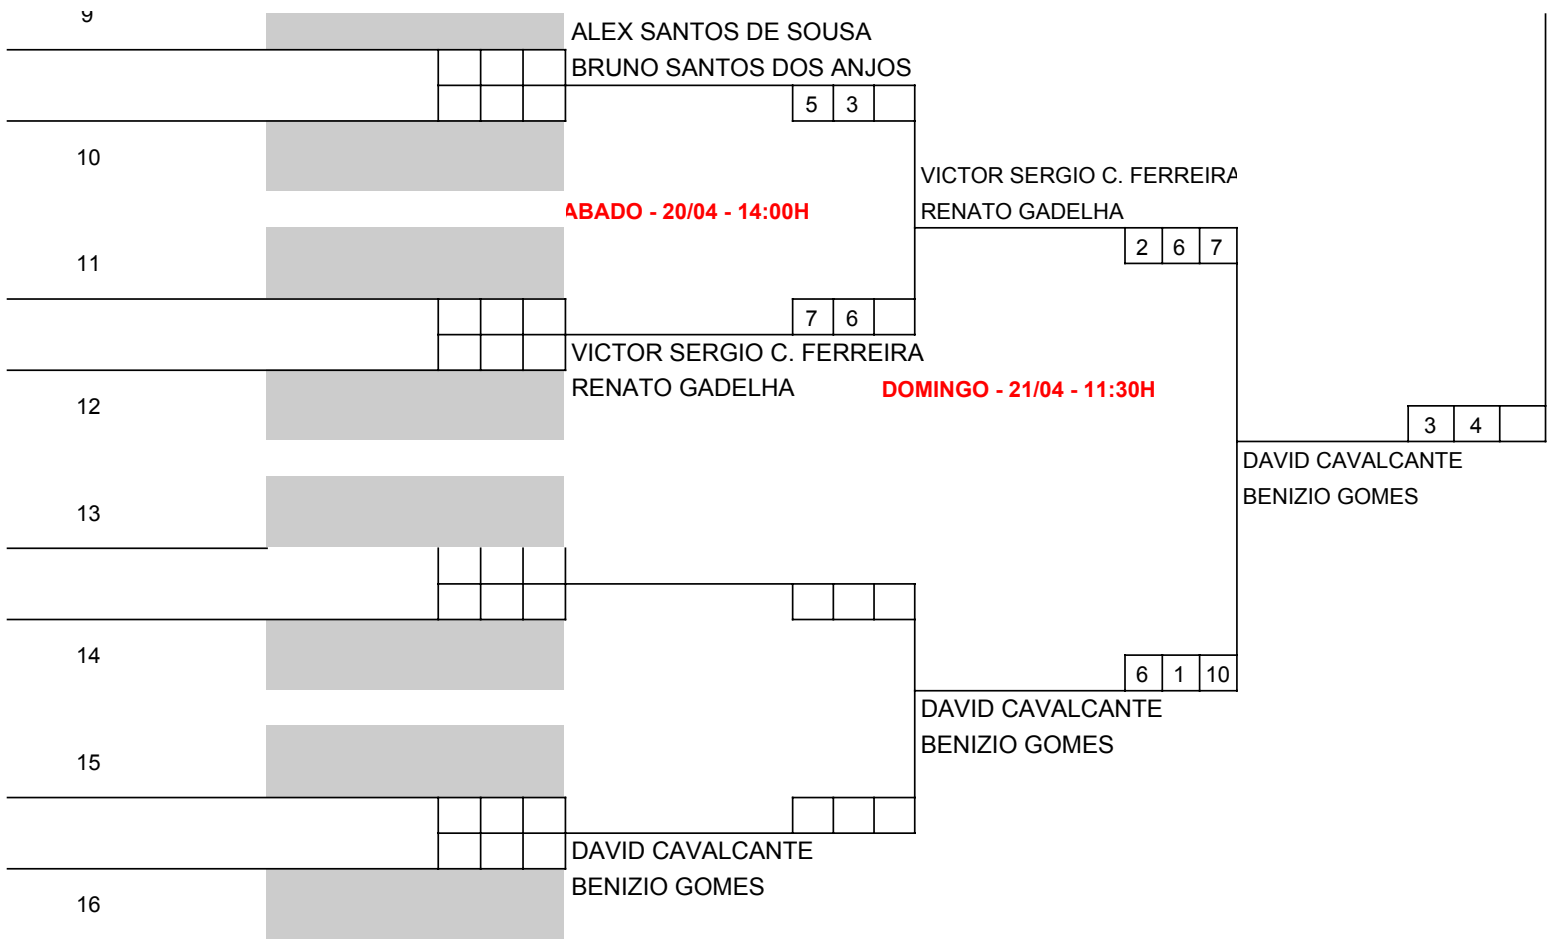 9
ALEX SANTOS DE SOUSA
BRUNO SANTOS DOS ANJOS
5 3
10
VICTOR SERGIO C. FERREIRA
ABADO - 20/04 - 14:00H
RENATO GADELHA
2 6 7
11
7 6
VICTOR SERGIO C. FERREIRA
RENATO GADELHA
DOMINGO - 21/04 - 11:30H
12
3 4
DAVID CAVALCANTE
BENIZIO GOMES
13
14
6 1 10
DAVID CAVALCANTE
BENIZIO GOMES
15
DAVID CAVALCANTE
BENIZIO GOMES
16